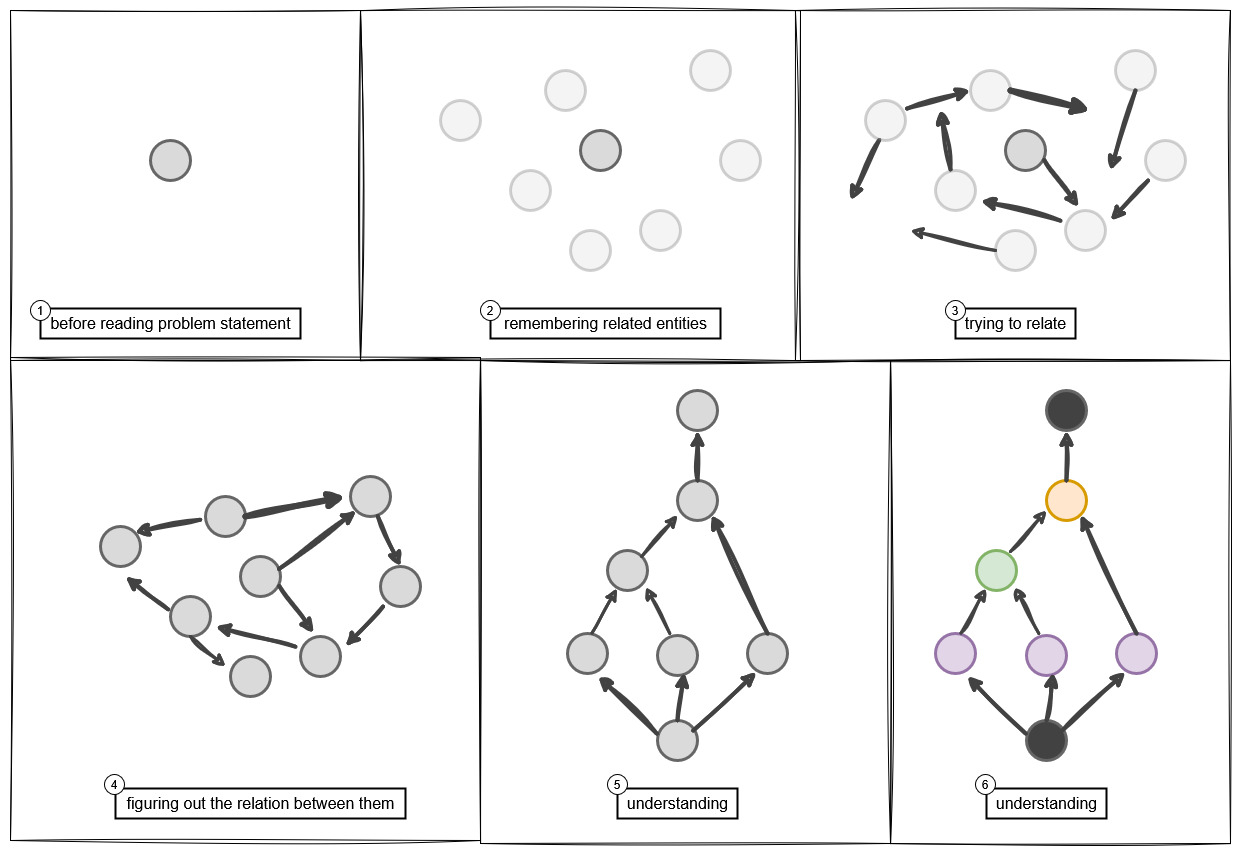 1
before reading problem statement
2
remembering related entities
3
trying to relate
4
figuring out the relation between them
5
understanding
6
understanding